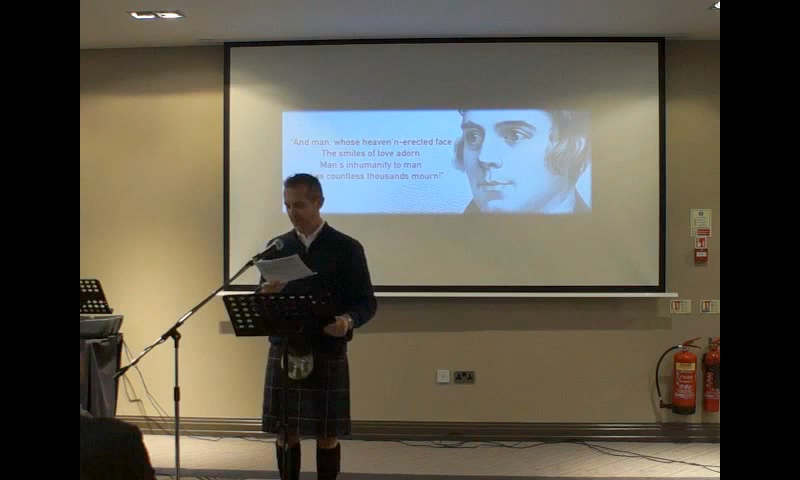 "And man, whose heaven'n-erected face
The smiles of love adorn
Man's inhumanity to man
countless thousands mourn!"